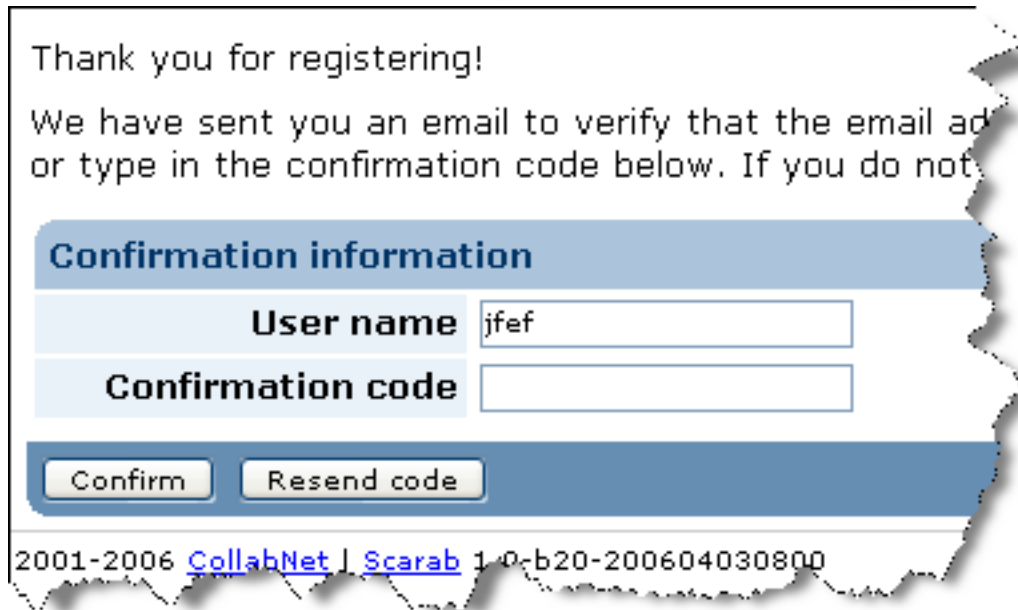 Thank you for registering!
We have sent you an email to verify that the email ad
or type in the confirmation code below. If you do not
Confirmation information
User name jfef
Confirmation code
Confirm Resend code
2001-2006 CollabNet | Scarab 1.0-b20-200604030800